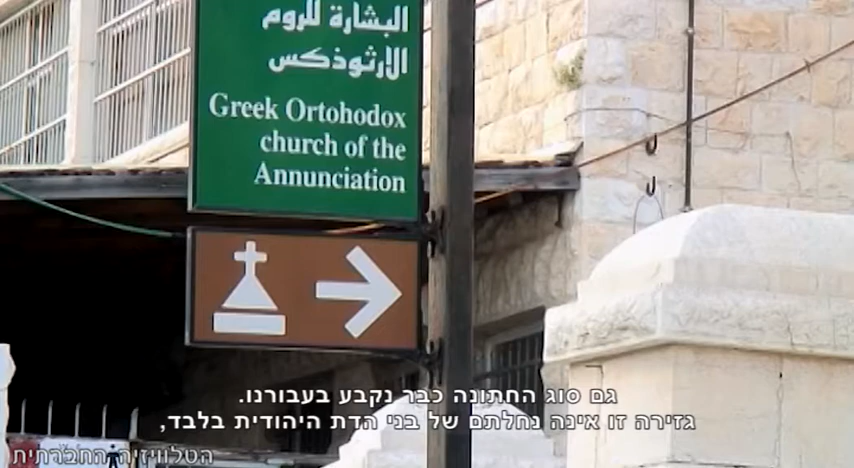 البشارة للروم
الارثوذكس
Greek Ortohodox
church of the
Annunciation
גם סוג החתונה כבר נקבע בעבורנו.
גזירה זו אינה נחלתם של בני הדת היהודית בלבד,
הטלוויזיה החברתית